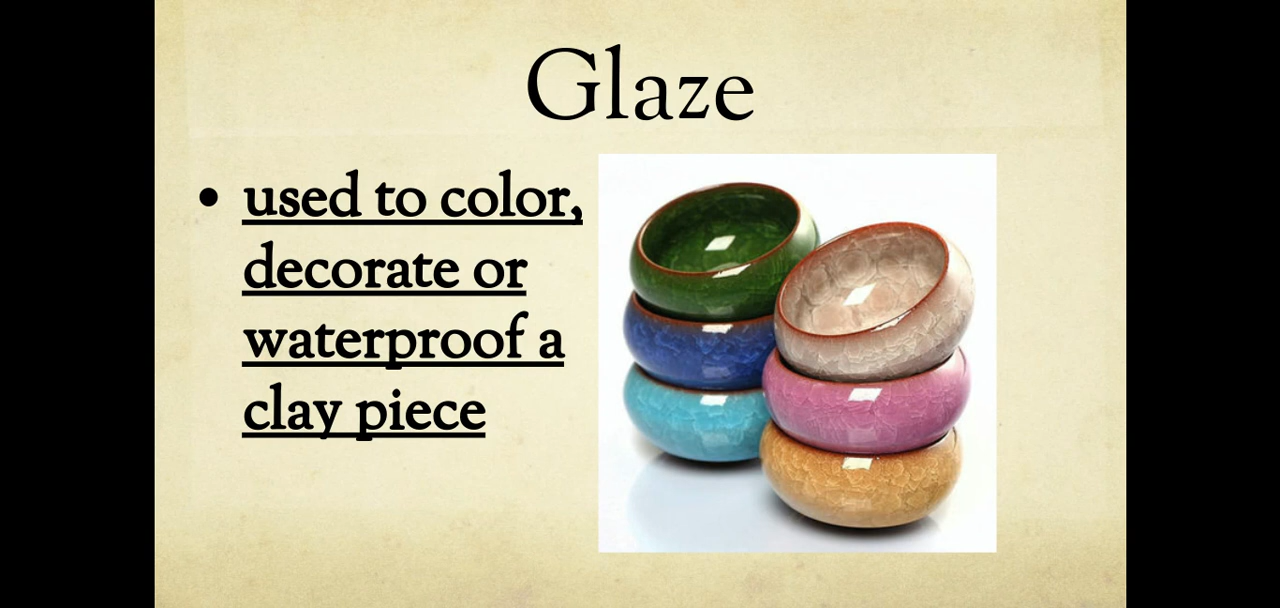 Glaze
• used to color,
decorate or
waterproof a
clay piece